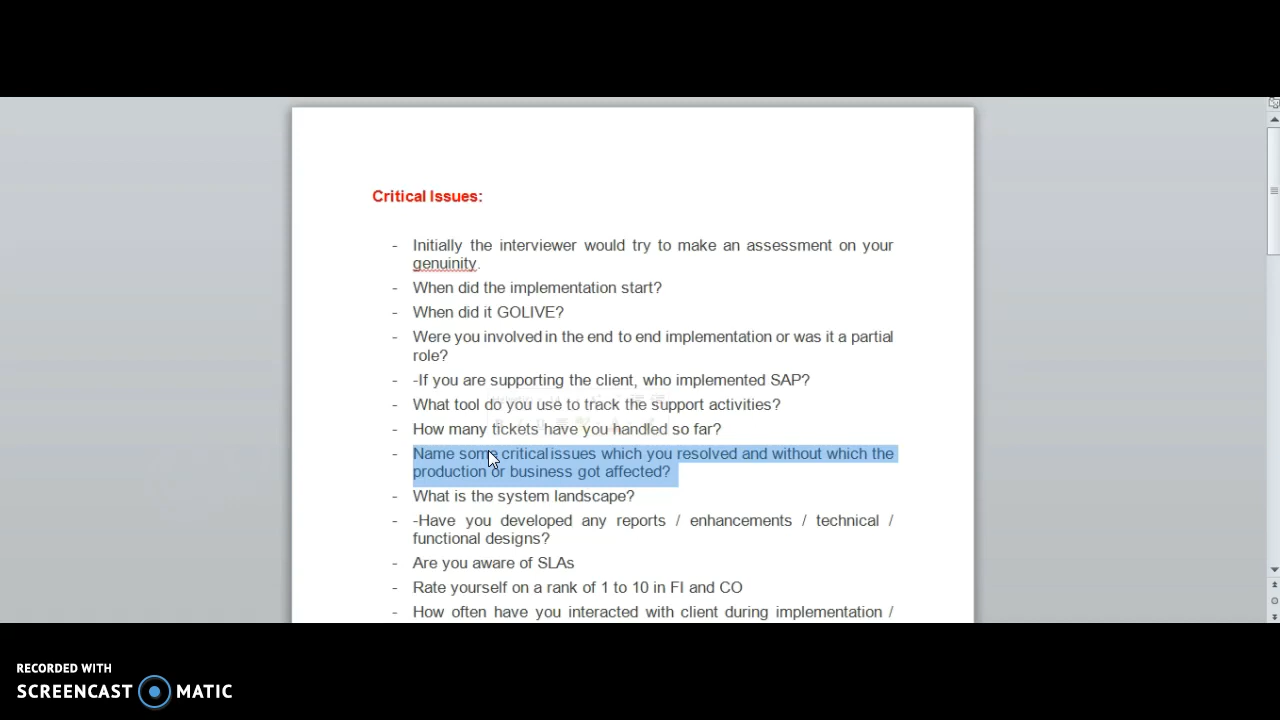 Critical Issues:
- Initially the interviewer would try to make an assessment on your
genuinity.
- When did the implementation start?
- When did it GOLIVE?
- Were you involved in the end to end implementation or was it a partial
role?
- -If you are supporting the client, who implemented SAP?
- What tool do you use to track the support activities?
- How many tickets have you handled so far?
- Name some critical issues which you resolved and without which the
production or business got affected?
- What is the system landscape?
- -Have you developed any reports / enhancements / technical /
functional designs?
- Are you aware of SLAs
- Rate yourself on a rank of 1 to 10 in FI and CO
- How often have you interacted with client during implementation /
RECORDED WITH
SCREENCAST MATIC